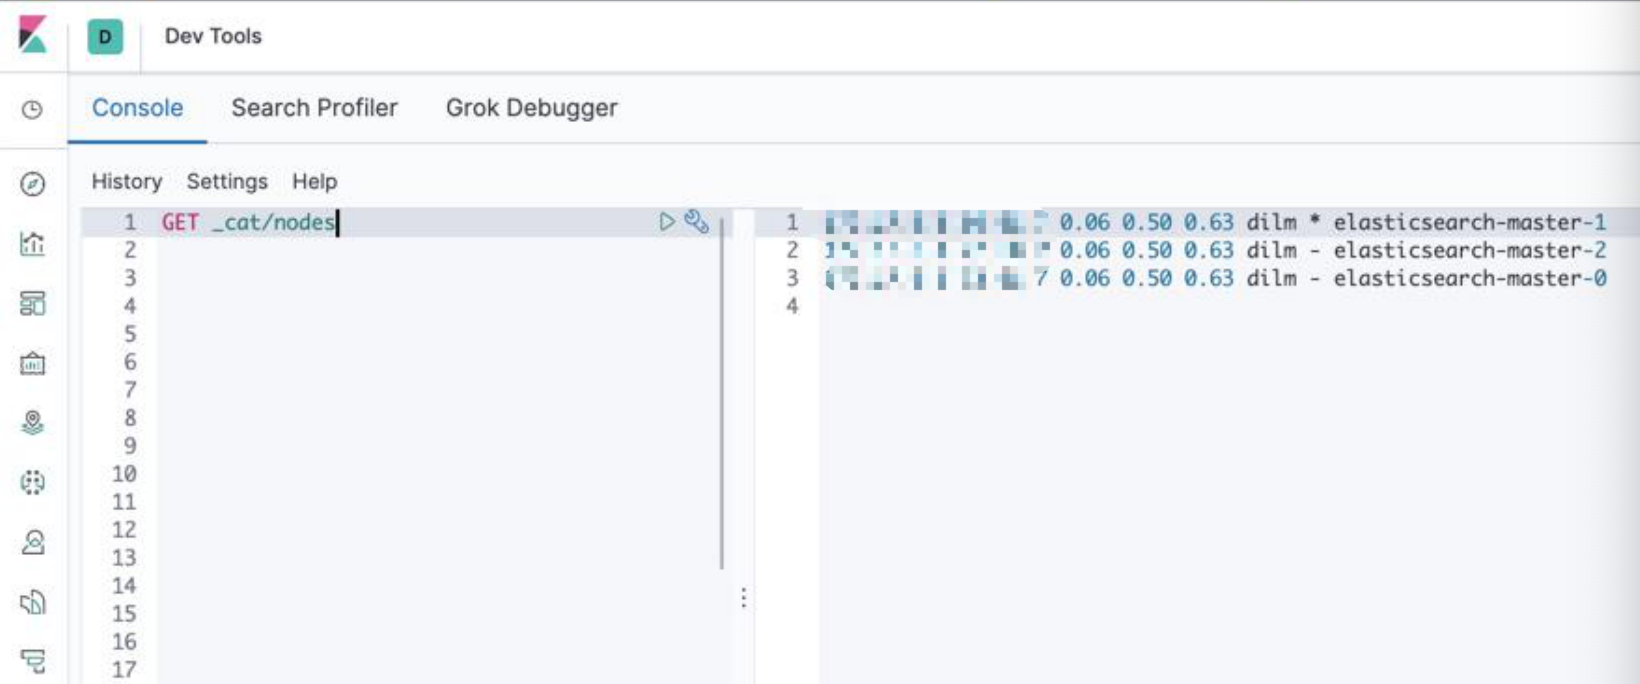 D Dev Tools
Console Search Profiler Grok Debugger
History Settings Help
1 GET _cat/nodes
2
3
4
5
6
7
8
9
10
11
12
13
14
15
16
17
1 0.06 0.50 0.63 dilm * elasticsearch-master-1
2 0.06 0.50 0.63 dilm - elasticsearch-master-2
3 7 0.06 0.50 0.63 dilm - elasticsearch-master-0
4